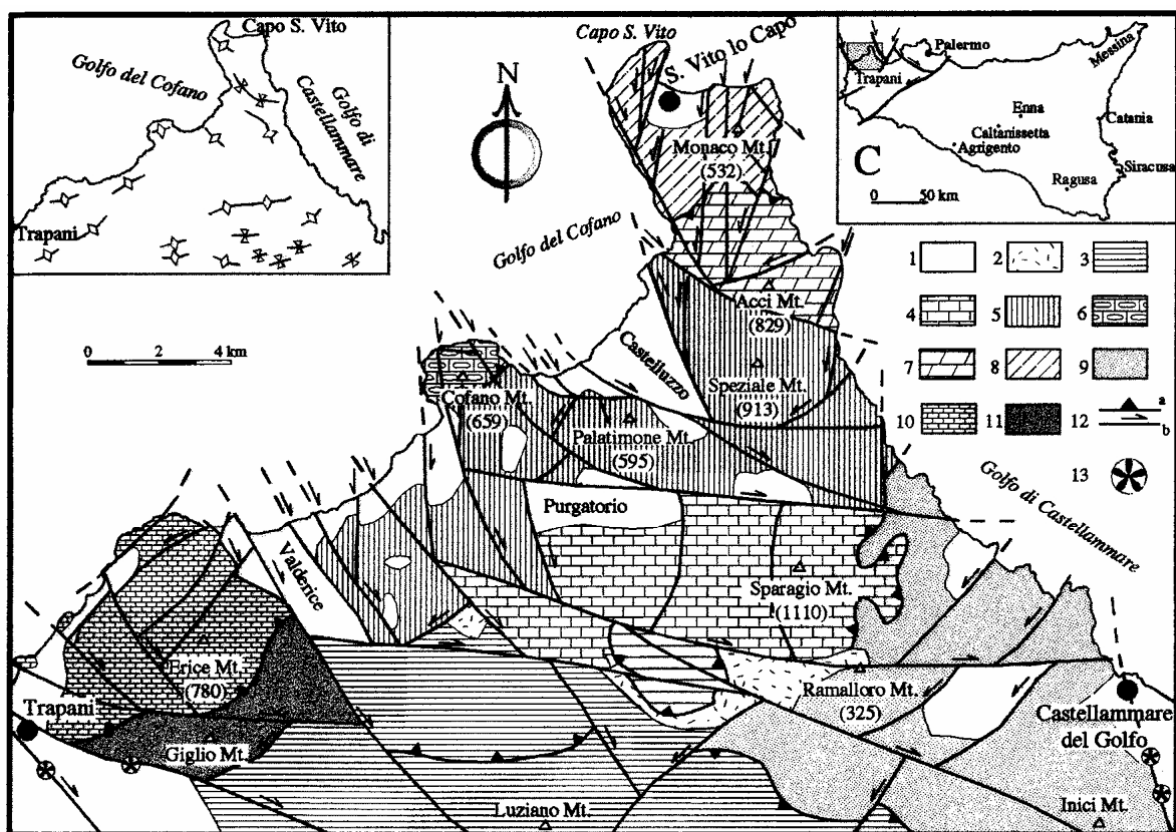 Capo S. Vito
Golfo del Cofano
Golfo di
Castellammare
Trapani
Capo S. Vito
S. Vito lo Capo
N
Monaco Mt.
(532)
Golfo del Cofano
Acci Mt.
(829)
0 2 4 km
Castelluzzo
Speziale Mt.
(913)
Cofano Mt.
(659)
Palatimone Mt.
(595)
Purgatorio
Golfo di Castellammare
Valderice
Sparagio Mt.
(1110)
Erice Mt.
(780)
Ramalloro Mt.
(325)
Trapani
Castellammare
del Golfo
Giglio Mt.
Luziano Mt.
Inici Mt.
Palermo
Messina
Trapani
Enna
Catania
Caltanissetta
Agrigento
C
Siracusa
Ragusa
0 50 km
1 2 3
4 5 6
7 8 9
10 11 12 a
b
13